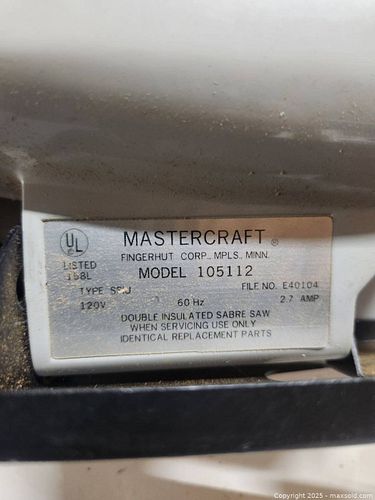 MASTERCRAFT ®
FINGERHUT CORP., MPLS., MINN.
UL
LISTED
158L
MODEL 105112
TYPE
FILE NO. E40104
120V 60 Hz 2.7 AMP
DOUBLE INSULATED SABRE SAW
WHEN SERVICING USE ONLY
IDENTICAL REPLACEMENT PARTS
Copyright © 2025 - maxsold.com